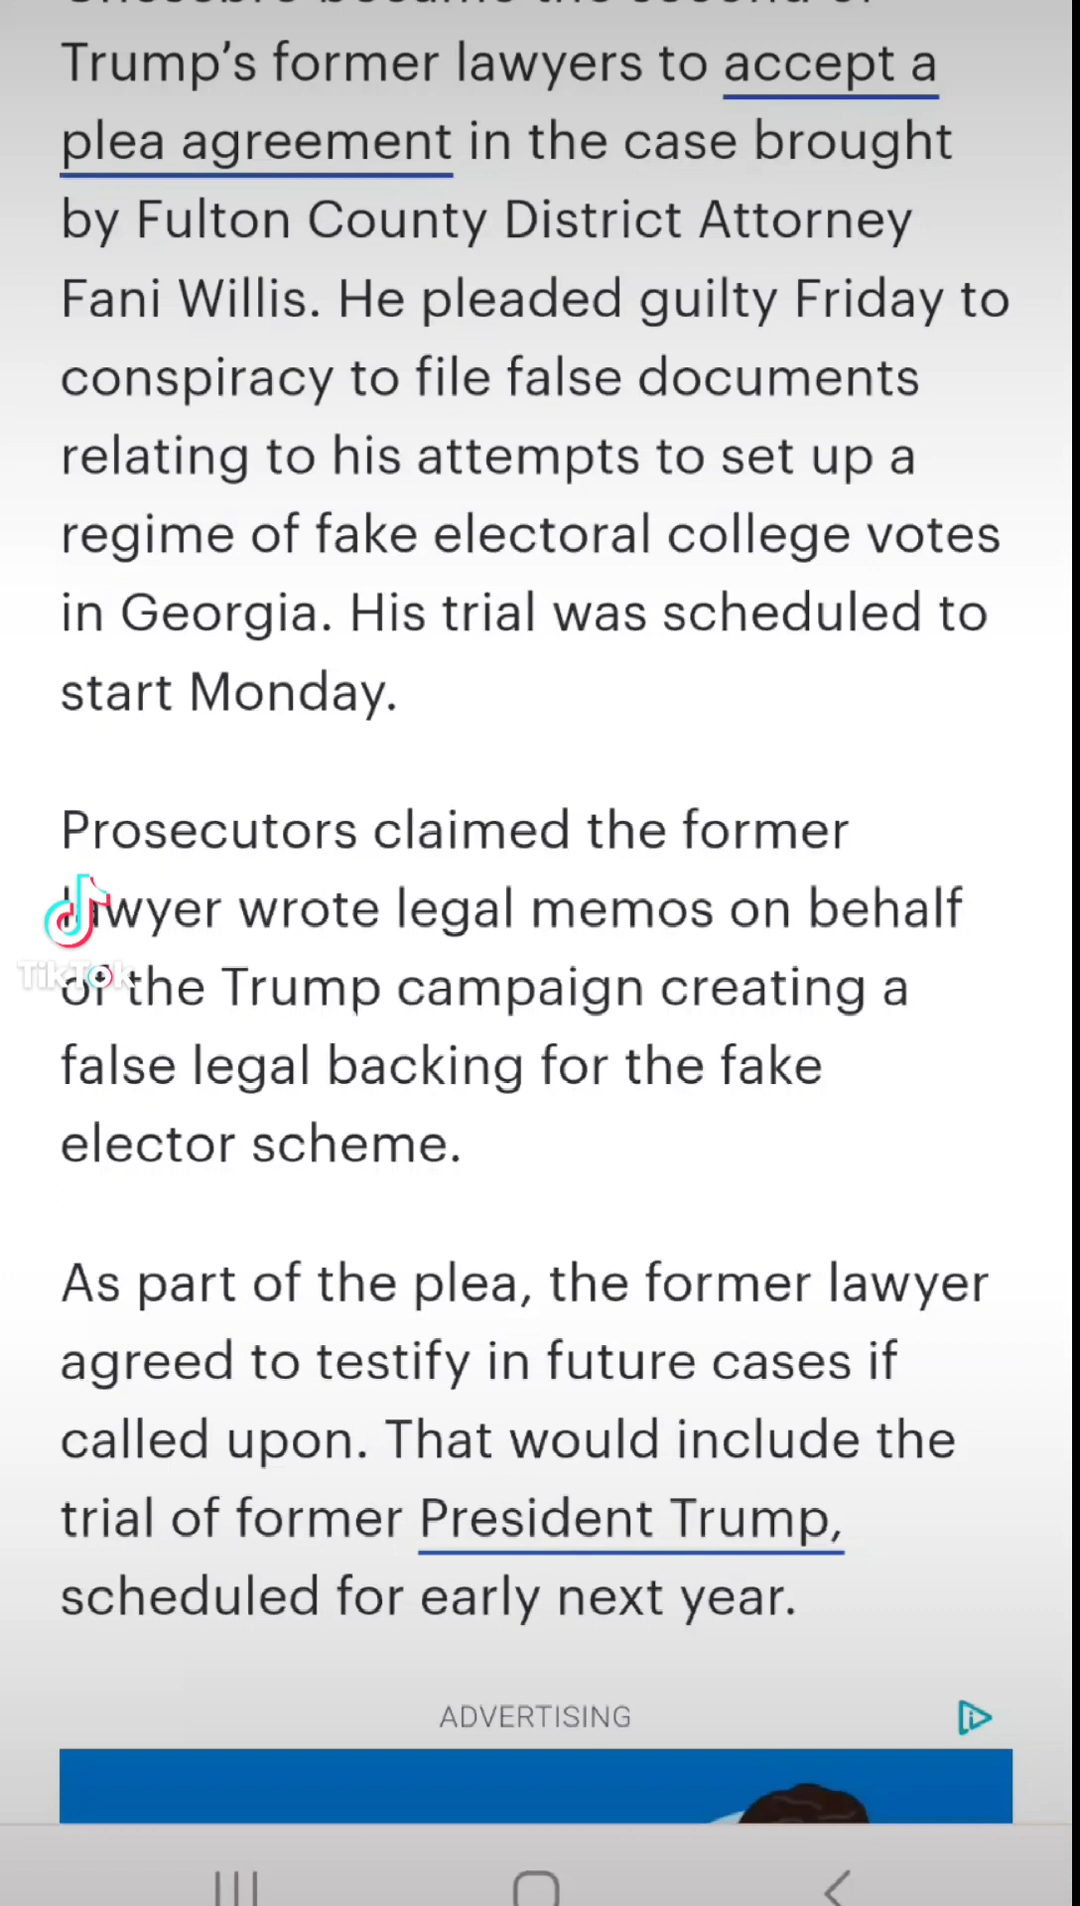 Trump's former lawyers to accept a
plea agreement in the case brought
by Fulton County District Attorney
Fani Willis. He pleaded guilty Friday to
conspiracy to file false documents
relating to his attempts to set up a
regime of fake electoral college votes
in Georgia. His trial was scheduled to
start Monday.
Prosecutors claimed the former
lawyer wrote legal memos on behalf
of the Trump campaign creating a
false legal backing for the fake
elector scheme.
TikTok
As part of the plea, the former lawyer
agreed to testify in future cases if
called upon. That would include the
trial of former President Trump,
scheduled for early next year.
ADVERTISING